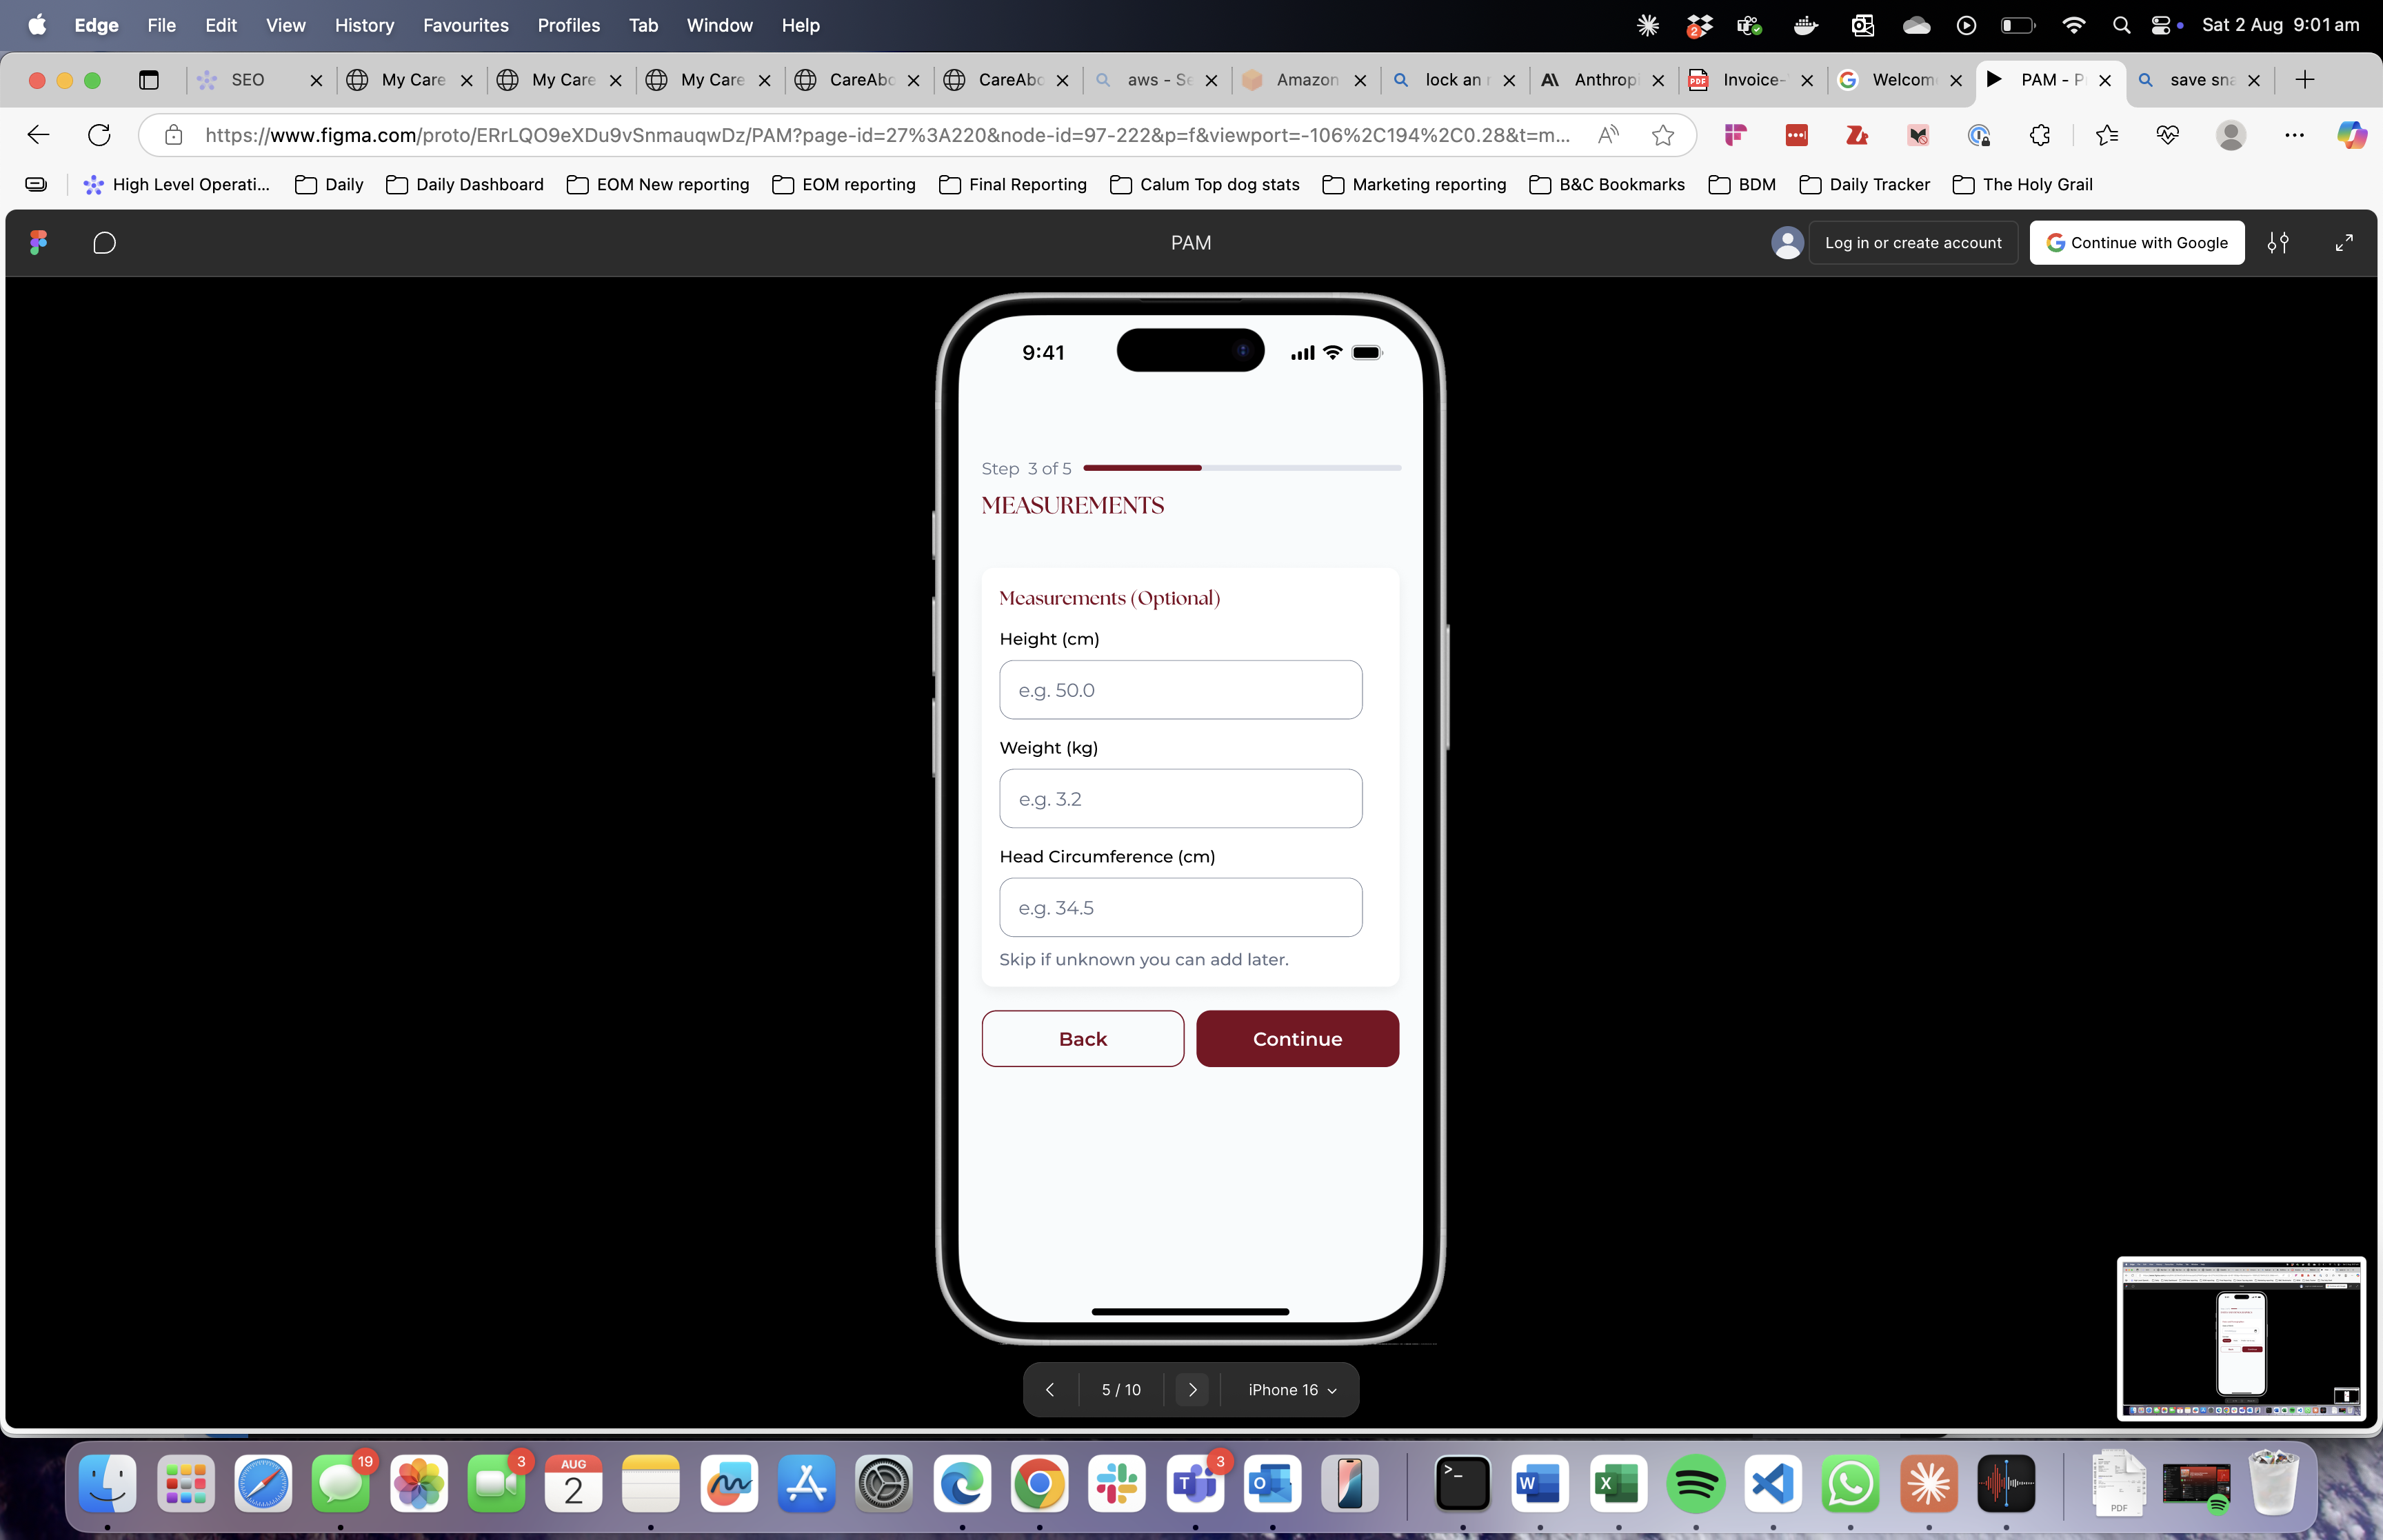 Edge File Edit View History Favourites Profiles Tab Window Help
2
Sat 2 Aug 9:01 am
SEO
My Care
My Care
My Care
CareAbo
CareAbo
aws - Se
Amazon
lock an r
Anthropi
PDF
Invoice-
Welcom
PAM - P
save sna
https://www.figma.com/proto/ERrLQO9eXDu9vSnmauqwDz/PAM?page-id=27%3A220&node-id=97-222&p=f&viewport=-106%2C194%2C0.28&t=m...
High Level Operati... Daily Daily Dashboard EOM New reporting EOM reporting Final Reporting Calum Top dog stats Marketing reporting B&C Bookmarks BDM Daily Tracker The Holy Grail
PAM
Log in or create account
Continue with Google
9:41
Step 3 of 5
MEASUREMENTS
Measurements (Optional)
Height (cm)
e.g. 50.0
Weight (kg)
e.g. 3.2
Head Circumference (cm)
e.g. 34.5
Skip if unknown you can add later.
Back
Continue
5 / 10
iPhone 16
19
3
AUG
2
3
PDF